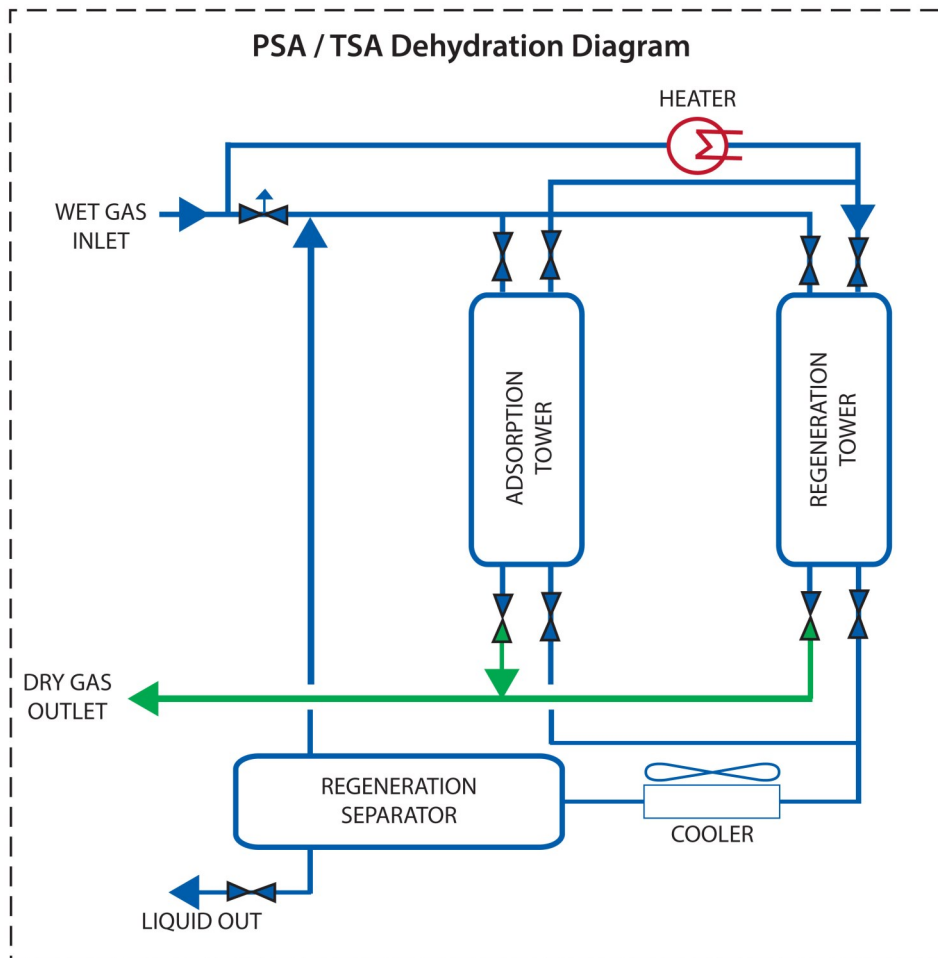 PSA / TSA Dehydration Diagram
HEATER
WET GAS
INLET
ADSORPTION
TOWER
REGENERATION
TOWER
DRY GAS
OUTLET
REGENERATION
SEPARATOR
COOLER
LIQUID OUT